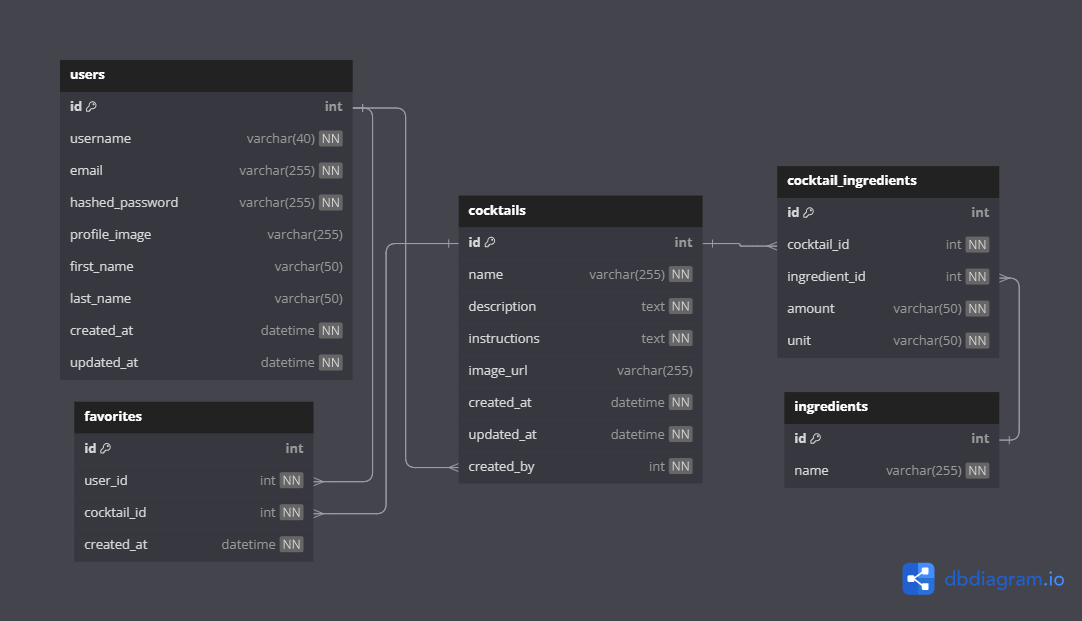 users
id int
username varchar(40) NN
email varchar(255) NN
hashed_password varchar(255) NN
profile_image varchar(255)
first_name varchar(50)
last_name varchar(50)
created_at datetime NN
updated_at datetime NN
favorites
id int
user_id int NN
cocktail_id int NN
created_at datetime NN
cocktails
id int
name varchar(255) NN
description text NN
instructions text NN
image_url varchar(255)
created_at datetime NN
updated_at datetime NN
created_by int NN
cocktail_ingredients
id int
cocktail_id int NN
ingredient_id int NN
amount varchar(50) NN
unit varchar(50) NN
ingredients
id int
name varchar(255) NN
dbdiagram.io